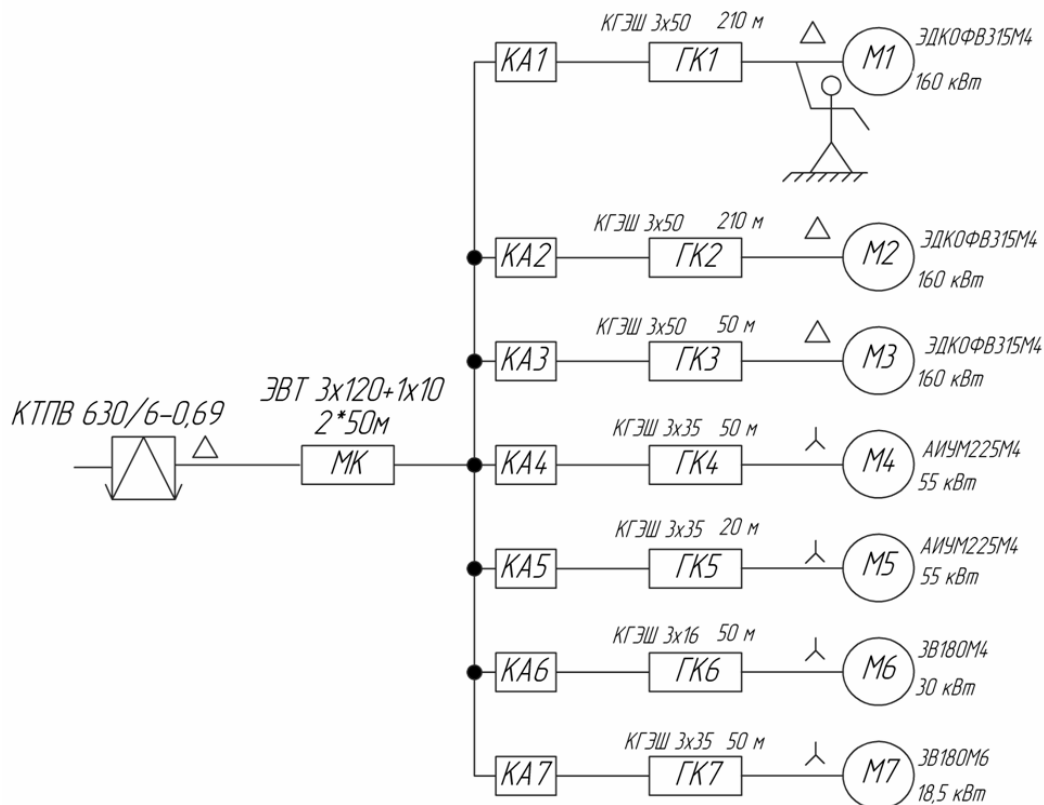 КГЭШ 3х50 210 м
КА1 ГК1 М1 ЭДКОФВ315М4
160 кВт
КГЭШ 3х50 210 м
КА2 ГК2 М2 ЭДКОФВ315М4
160 кВт
КГЭШ 3х50 50 м
КА3 ГК3 М3 ЭДКОФВ315М4
160 кВт
КТПВ 630/6-0,69
ЭВТ 3х120+1х10
2*50м
МК
КГЭШ 3х35 50 м
КА4 ГК4 М4 АИУМ225М4
55 кВт
КГЭШ 3х35 20 м
КА5 ГК5 М5 АИУМ225М4
55 кВт
КГЭШ 3х16 50 м
КА6 ГК6 М6 3В180М4
30 кВт
КГЭШ 3х35 50 м
КА7 ГК7 М7 3В180М6
18,5 кВт